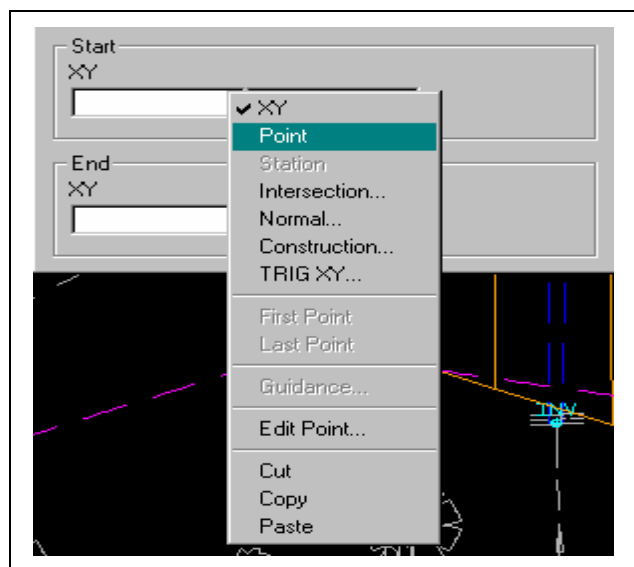 Start
XY
End
XY
✔ XY
Point
Station
Intersection...
Normal...
Construction...
TRIG XY...
First Point
Last Point
Guidance...
Edit Point...
Cut
Copy
Paste